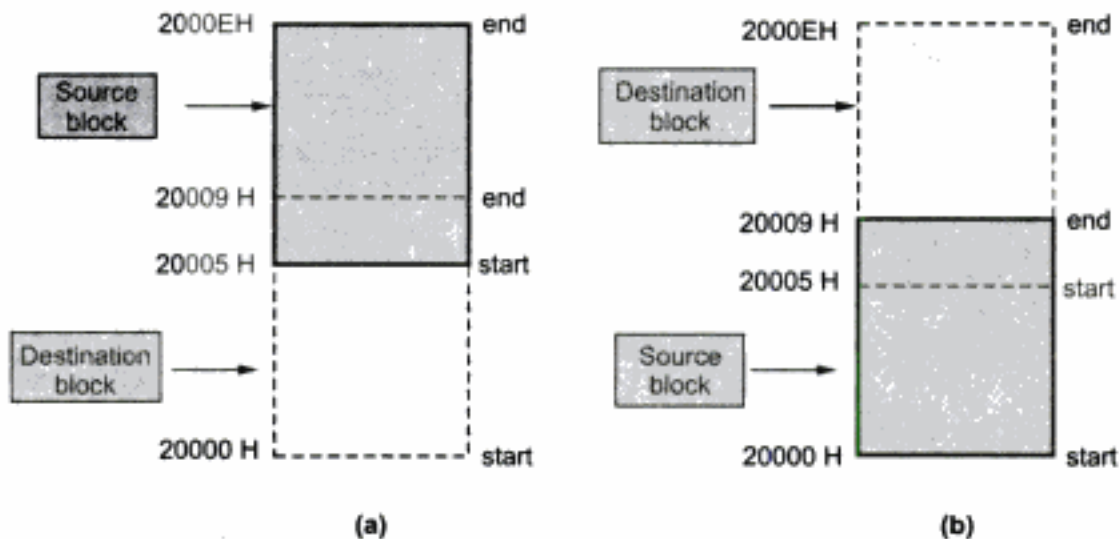 2000EH
end
Source
block
20009 H
end
20005 H
start
Destination
block
20000 H
start
(a)
2000EH
end
Destination
block
20009 H
end
20005 H
start
Source
block
20000 H
start
(b)